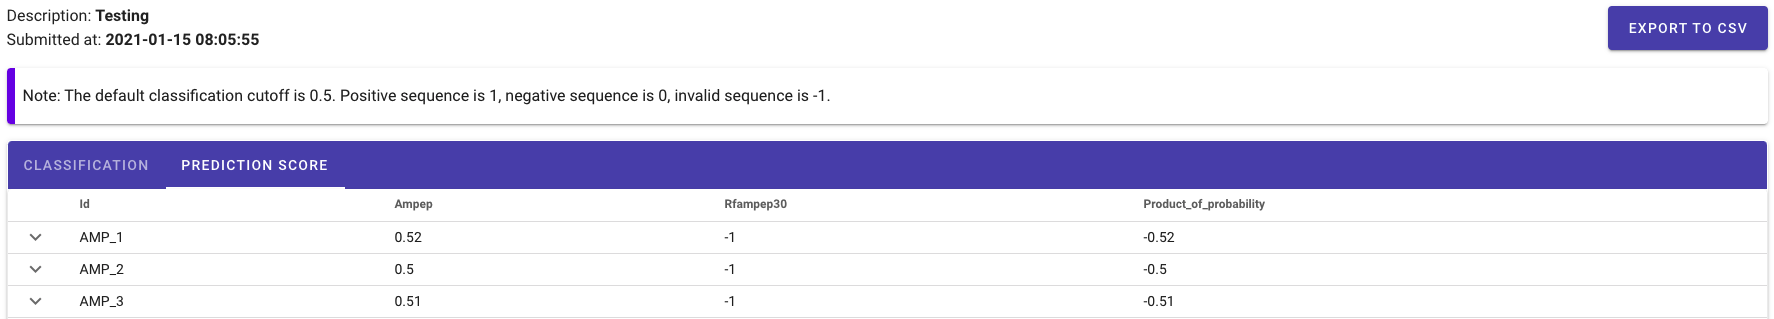 Description: Testing
Submitted at: 2021-01-15 08:05:55
EXPORT TO CSV
Note: The default classification cutoff is 0.5. Positive sequence is 1, negative sequence is 0, invalid sequence is -1.
CLASSIFICATION PREDICTION SCORE
Id Ampep Rfampep30 Product_of_probability
AMP_1 0.52 -1 -0.52
AMP_2 0.5 -1 -0.5
AMP_3 0.51 -1 -0.51